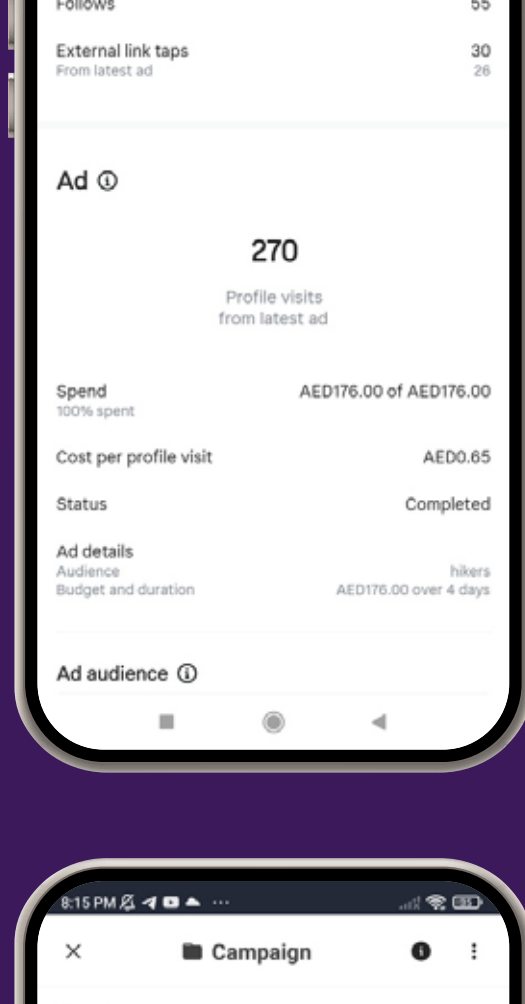 Follows 55
External link taps 30
From latest ad 26
Ad
270
Profile visits
from latest ad
Spend AED176.00 of AED176.00
100% spent
Cost per profile visit AED0.65
Status Completed
Ad details
Audience hikers
Budget and duration AED176.00 over 4 days
Ad audience
8:15 PM
Campaign